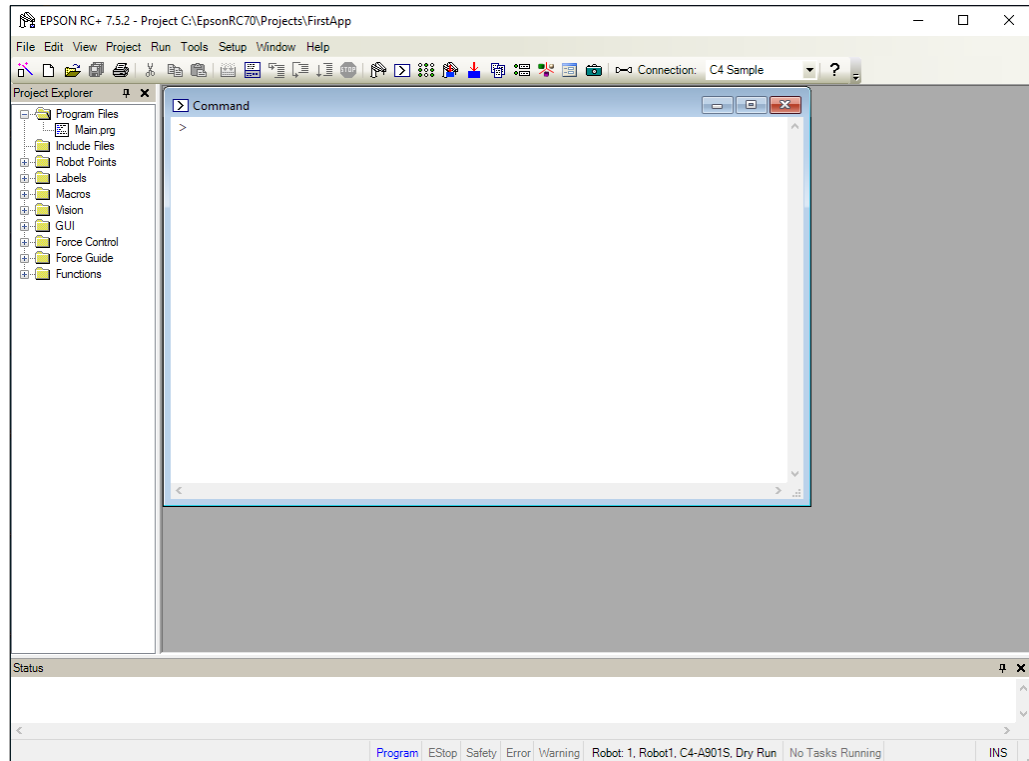 EPSON RC+ 7.5.2 - Project C:\EpsonRC70\Projects\FirstApp
File Edit View Project Run Tools Setup Window Help
STOP
Connection: C4 Sample
?
Project Explorer
Program Files
Main.prg
Include Files
Robot Points
Labels
Macros
Vision
GUI
Force Control
Force Guide
Functions
Command
>
Status
Program EStop Safety Error Warning Robot: 1, Robot1, C4-A901S, Dry Run No Tasks Running INS